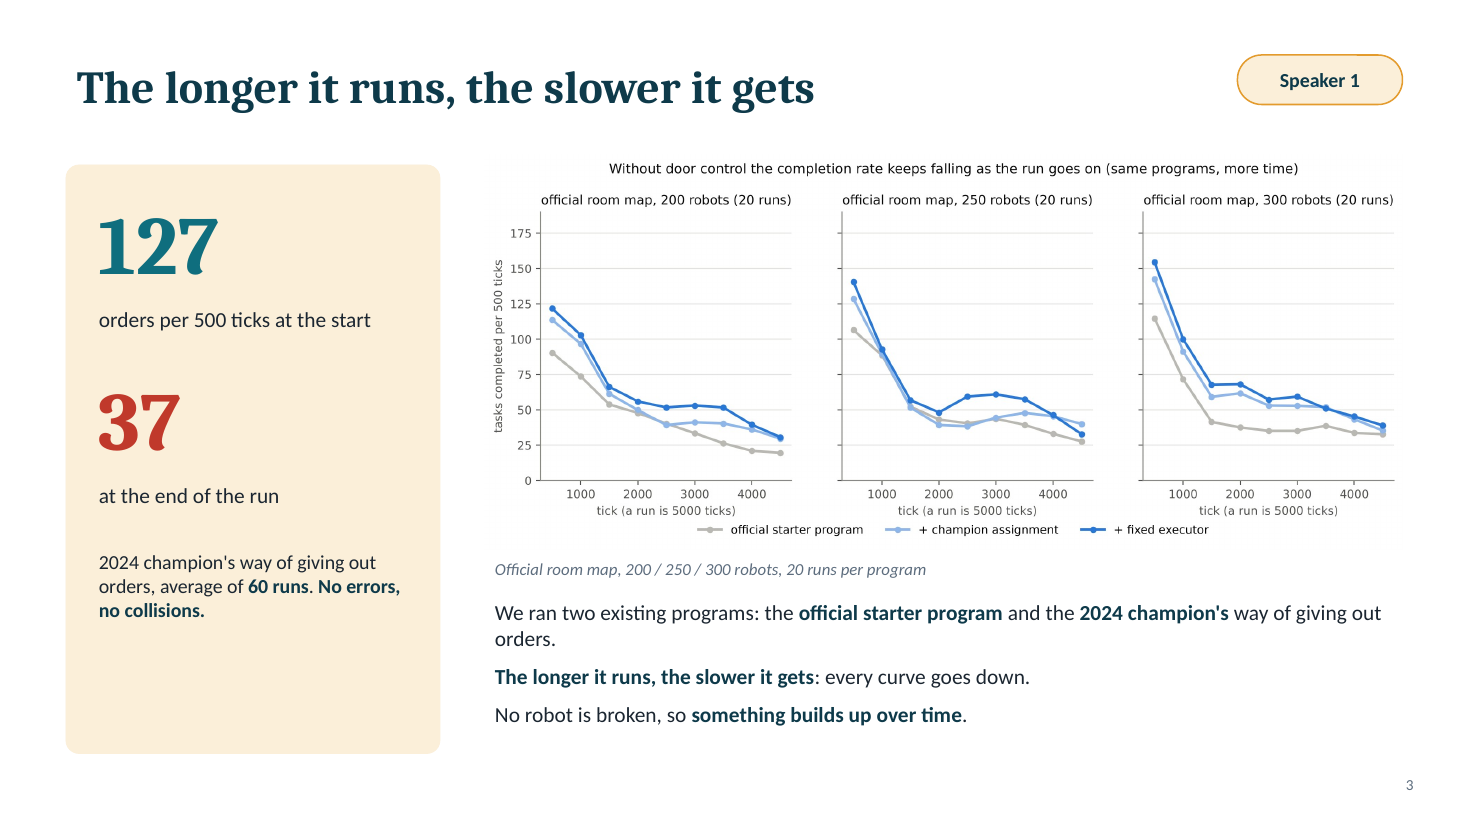 The longer it runs, the slower it gets
Speaker 1
127
orders per 500 ticks at the start
37
at the end of the run
2024 champion's way of giving out
orders, average of 60 runs. No errors,
no collisions.
Without door control the completion rate keeps falling as the run goes on (same programs, more time)
official room map, 200 robots (20 runs)
official room map, 250 robots (20 runs)
official room map, 300 robots (20 runs)
tasks completed per 500 ticks
175
150
125
100
75
50
25
0
1000 2000 3000 4000
1000 2000 3000 4000
1000 2000 3000 4000
tick (a run is 5000 ticks)
tick (a run is 5000 ticks)
tick (a run is 5000 ticks)
official starter program
+ champion assignment
+ fixed executor
Official room map, 200 / 250 / 300 robots, 20 runs per program
We ran two existing programs: the official starter program and the 2024 champion's way of giving out
orders.
The longer it runs, the slower it gets: every curve goes down.
No robot is broken, so something builds up over time.
3